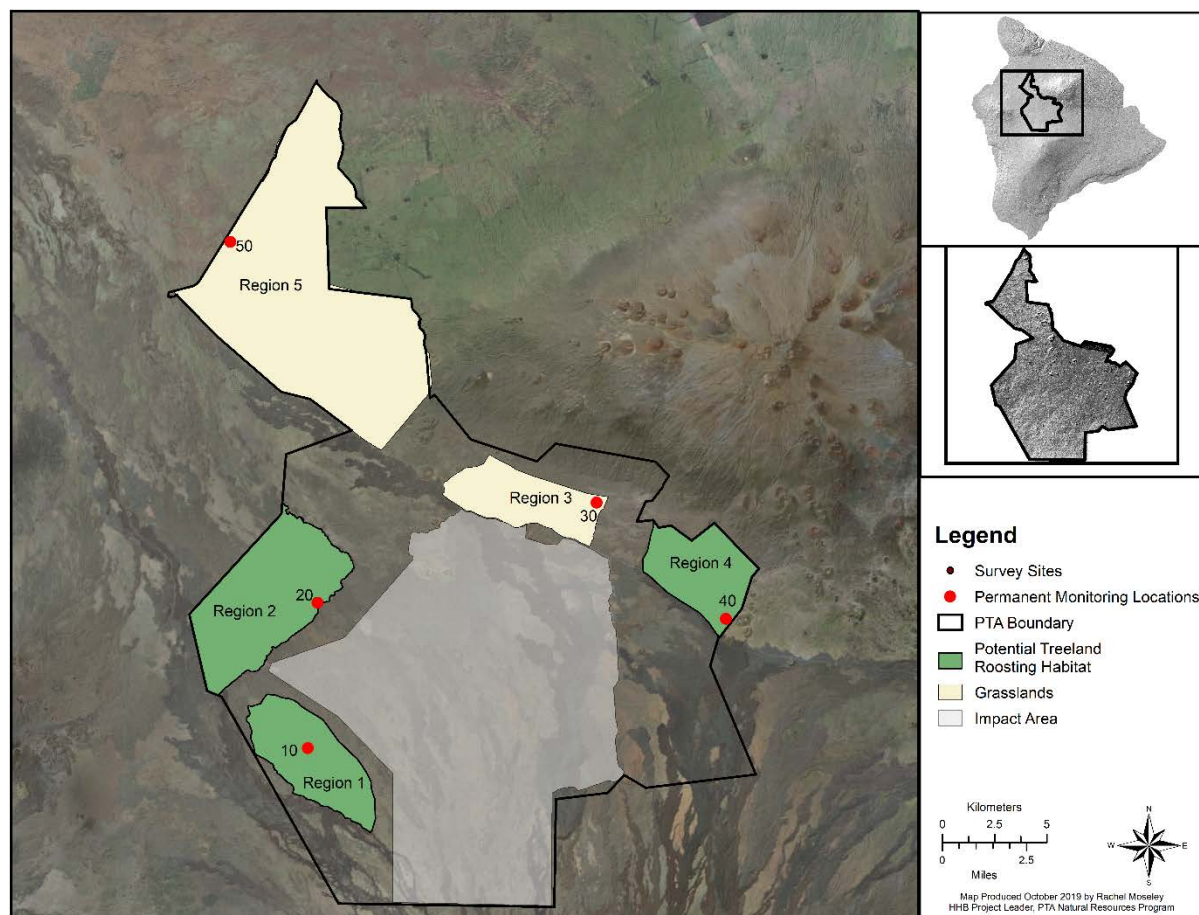 50
Region 5
Region 3
30
Region 4
20
Region 2
40
10
Region 1
Legend
Survey Sites
Permanent Monitoring Locations
PTA Boundary
Potential Treeland
Roosting Habitat
Grasslands
Impact Area
Kilometers
0 2.5 5
0 2.5
Miles
N
W E
S
Map Produced October 2019 by Rachel Moseley
HHB Project Leader, PTA Natural Resources Program